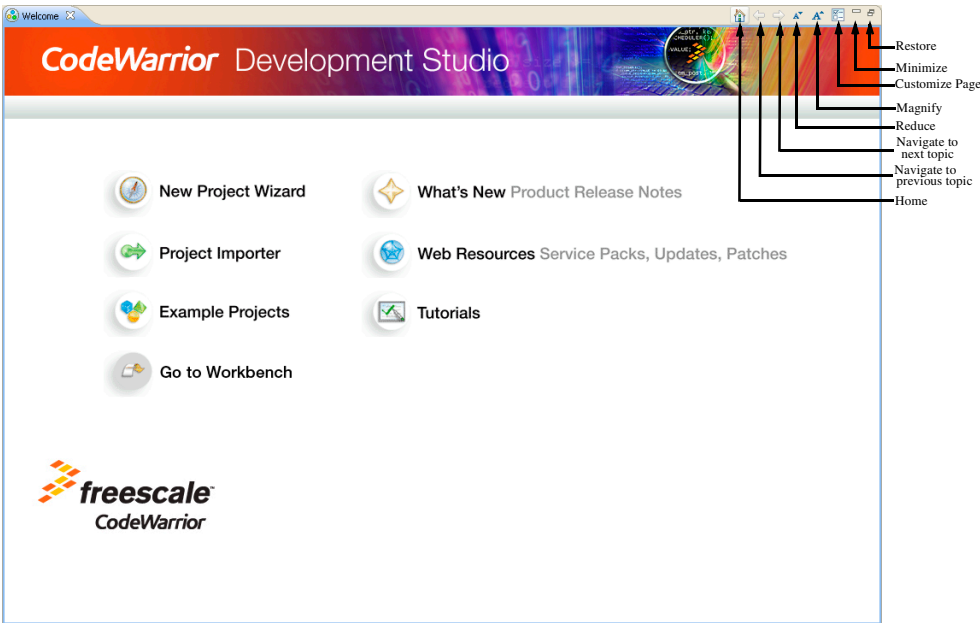 Welcome
CodeWarrior Development Studio
Restore
Minimize
Customize Page
Magnify
Reduce
Navigate to
next topic
Navigate to
previous topic
Home
New Project Wizard
What's New Product Release Notes
Project Importer
Web Resources Service Packs, Updates, Patches
Example Projects
Tutorials
Go to Workbench
freescale™
CodeWarrior